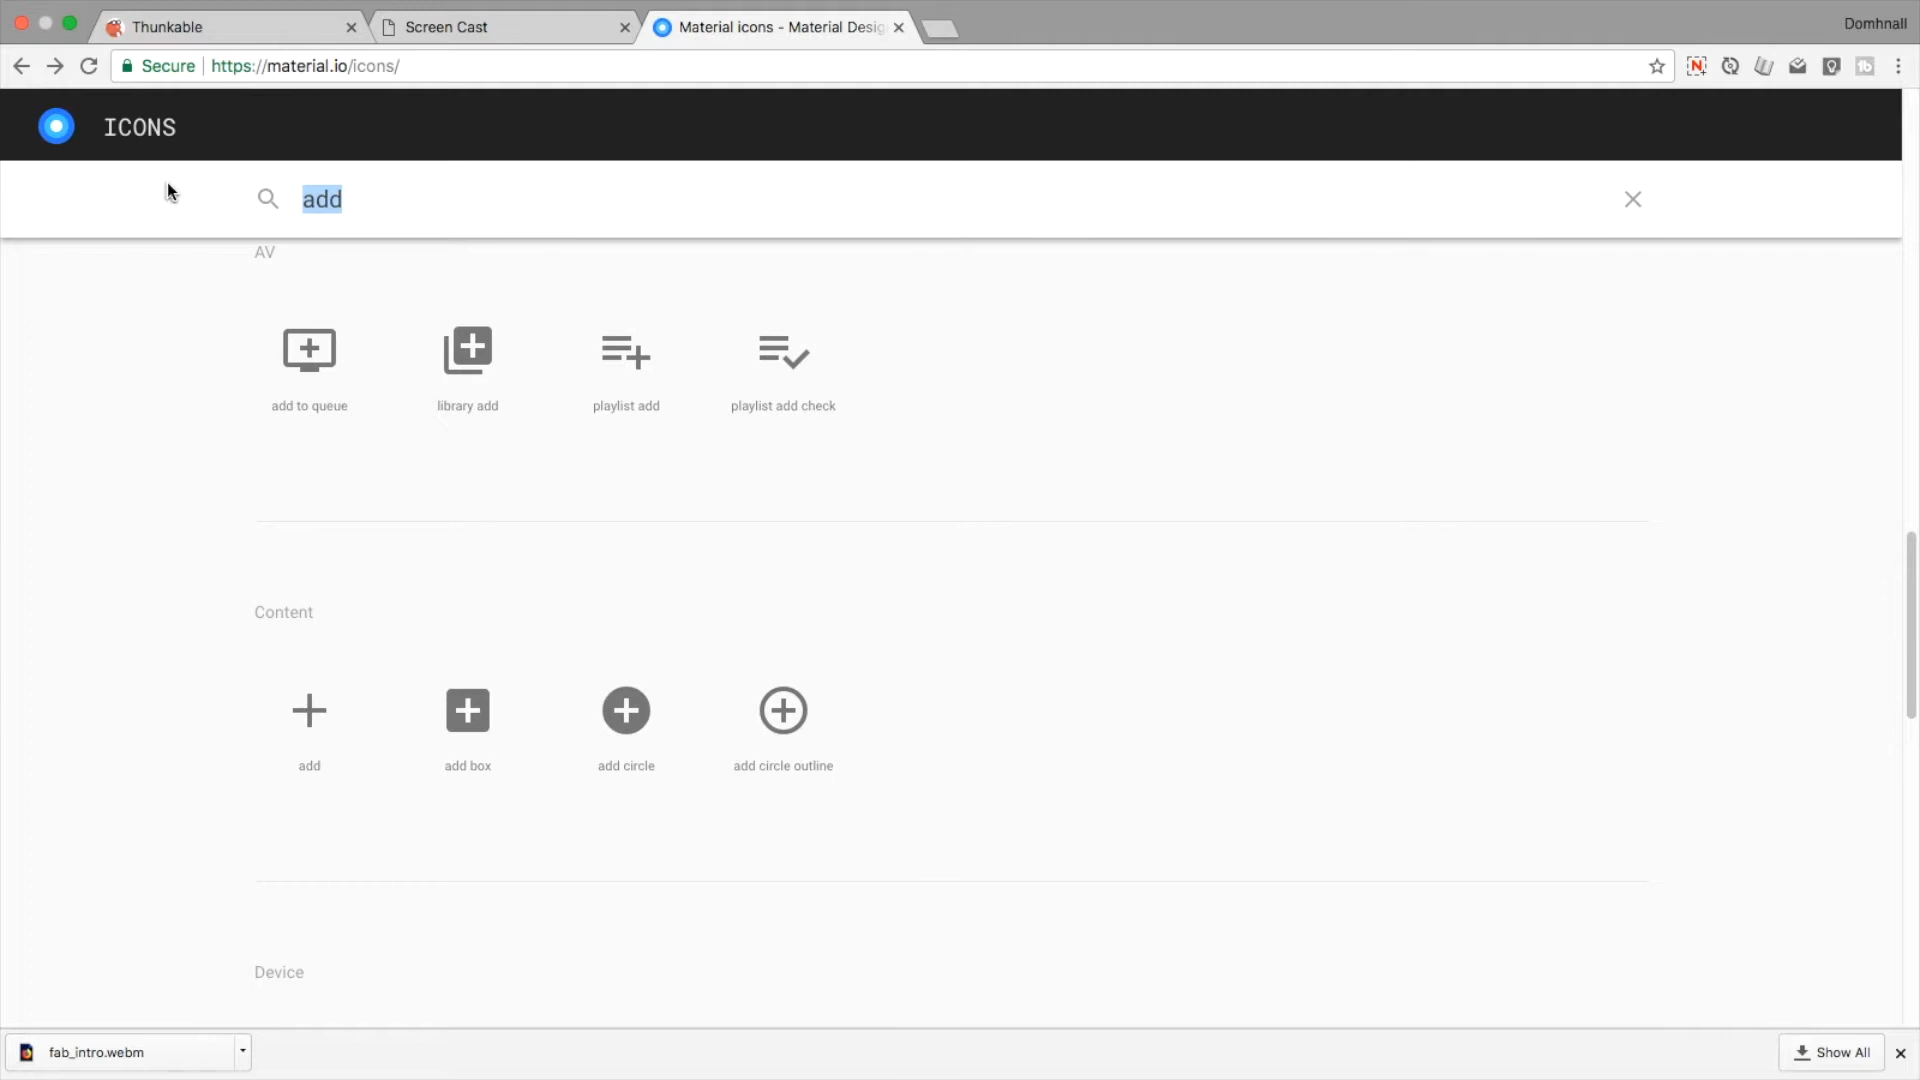 Thunkable
Screen Cast
Material icons - Material Desig
Domhnall
Secure
https://material.io/icons/
ICONS
add
AV
add to queue
library add
playlist add
playlist add check
Content
add
add box
add circle
add circle outline
Device
fab_intro.webm
Show All